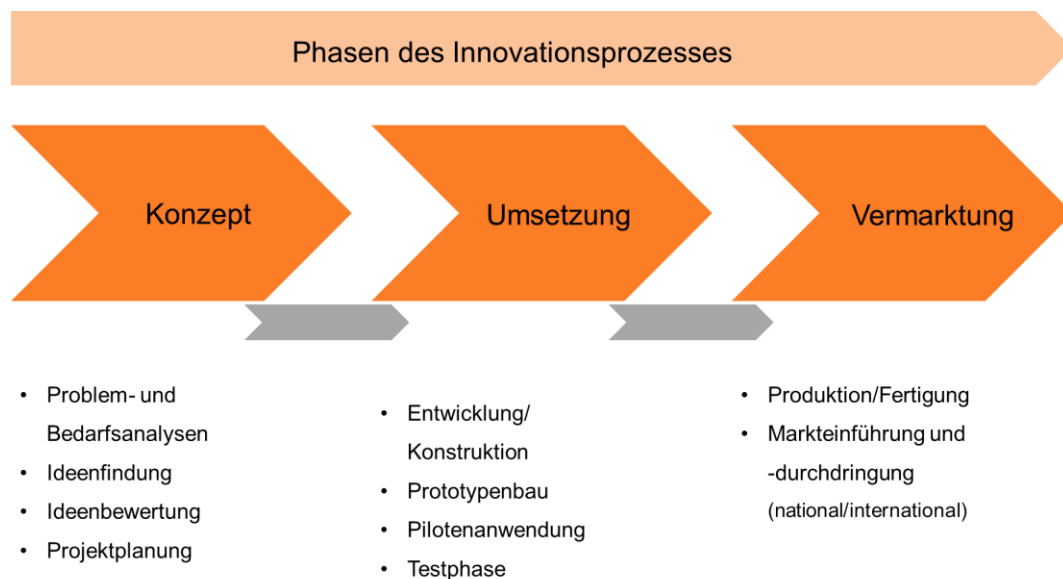 Phasen des Innovationsprozesses
Konzept
Umsetzung
Vermarktung
• Problem- und
Bedarfsanalysen
• Ideenfindung
• Ideenbewertung
• Projektplanung
• Entwicklung/
Konstruktion
• Prototypenbau
• Pilotenanwendung
• Testphase
• Produktion/Fertigung
• Markteinführung und
-durchdringung
(national/international)